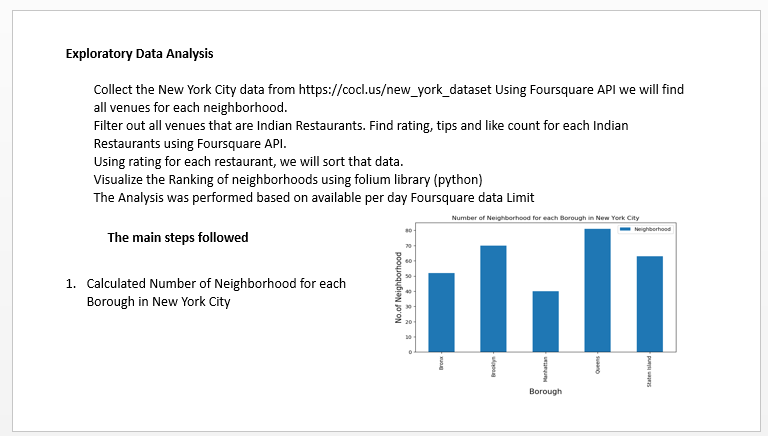 Exploratory Data Analysis
Collect the New York City data from https://cocl.us/new_york_dataset Using Foursquare API we will find
all venues for each neighborhood.
Filter out all venues that are Indian Restaurants. Find rating, tips and like count for each Indian
Restaurants using Foursquare API.
Using rating for each restaurant, we will sort that data.
Visualize the Ranking of neighborhoods using folium library (python)
The Analysis was performed based on available per day Foursquare data Limit
The main steps followed
1. Calculated Number of Neighborhood for each
Borough in New York City
Number of Neighborhood for each Borough in New York City
Neighborhood
No.of Neighborhood
80
70
60
50
40
30
20
10
0
Bronx
Brooklyn
Manhattan
Queens
Staten Island
Borough